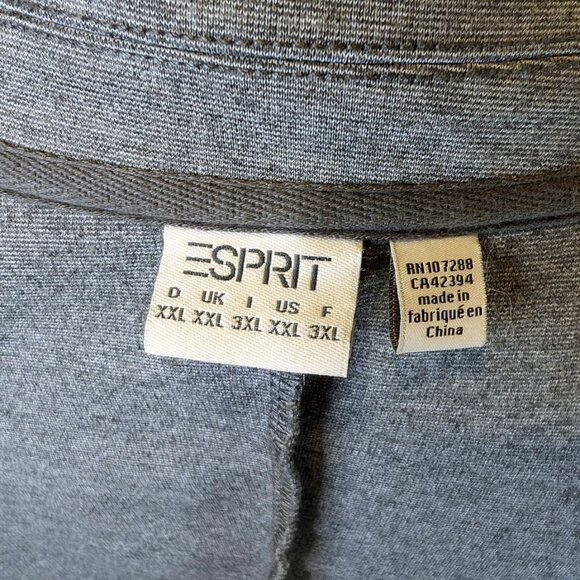 ESPRIT
D UK I US F
XXL XXL 3XL XXL 3XL
RN107288
CA42394
made in
fabriqué en
China